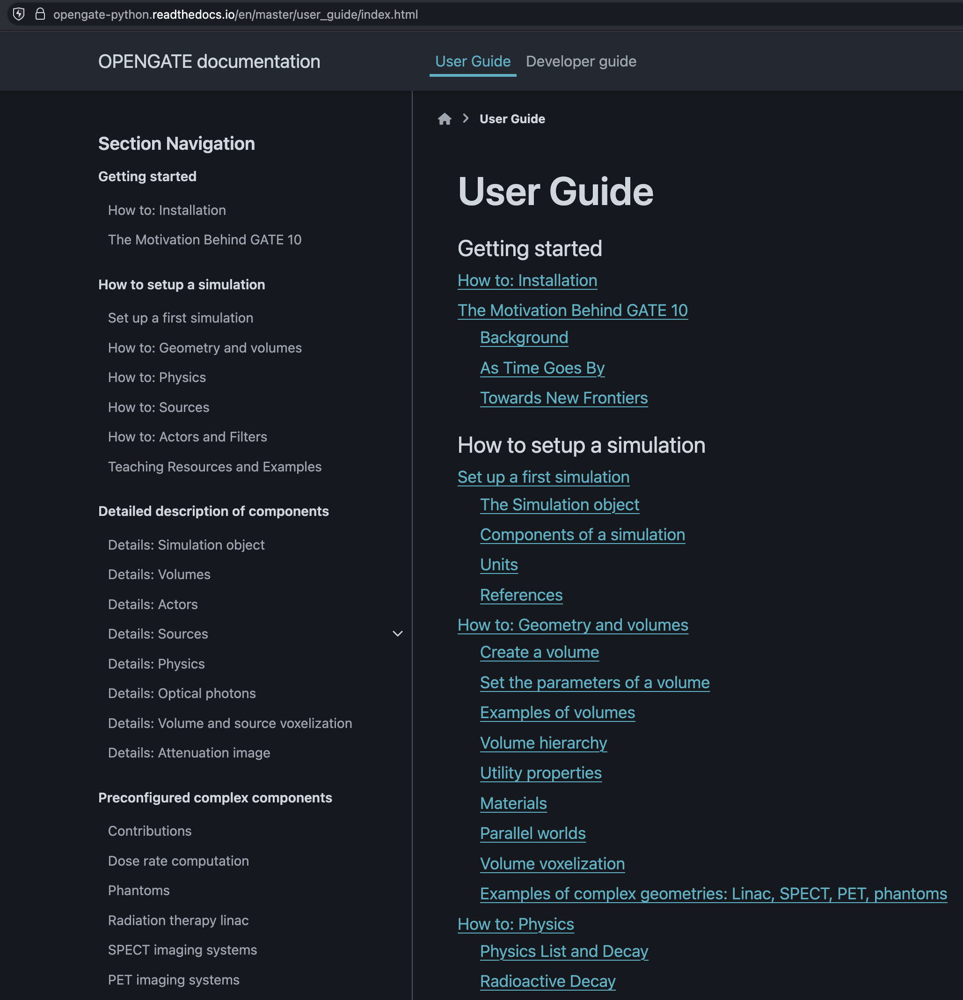 opengate-python.readthedocs.io/en/master/user_guide/index.html
OPENGATE documentation
User Guide
Developer guide
Section Navigation
Getting started
How to: Installation
The Motivation Behind GATE 10
How to setup a simulation
Set up a first simulation
How to: Geometry and volumes
How to: Physics
How to: Sources
How to: Actors and Filters
Teaching Resources and Examples
Detailed description of components
Details: Simulation object
Details: Volumes
Details: Actors
Details: Sources
Details: Physics
Details: Optical photons
Details: Volume and source voxelization
Details: Attenuation image
Preconfigured complex components
Contributions
Dose rate computation
Phantoms
Radiation therapy linac
SPECT imaging systems
PET imaging systems
User Guide
User Guide
Getting started
How to: Installation
The Motivation Behind GATE 10
Background
As Time Goes By
Towards New Frontiers
How to setup a simulation
Set up a first simulation
The Simulation object
Components of a simulation
Units
References
How to: Geometry and volumes
Create a volume
Set the parameters of a volume
Examples of volumes
Volume hierarchy
Utility properties
Materials
Parallel worlds
Volume voxelization
Examples of complex geometries: Linac, SPECT, PET, phantoms
How to: Physics
Physics List and Decay
Radioactive Decay